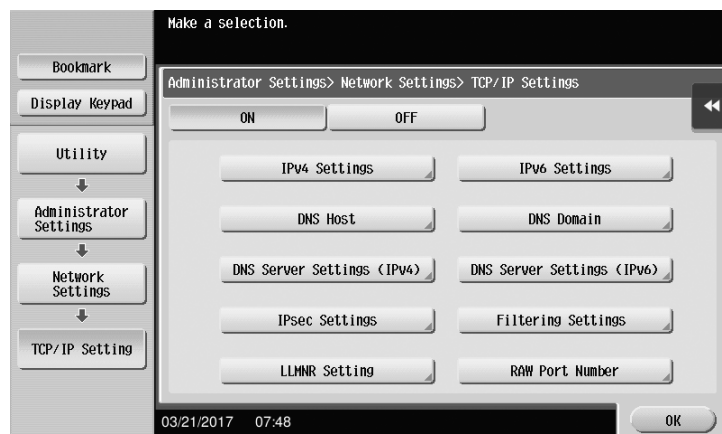 Make a selection.
Bookmark
Display Keypad
Utility
Administrator
Settings
Network
Settings
TCP/IP Setting
Administrator Settings> Network Settings> TCP/IP Settings
ON
OFF
IPv4 Settings
IPv6 Settings
DNS Host
DNS Domain
DNS Server Settings (IPv4)
DNS Server Settings (IPv6)
IPsec Settings
Filtering Settings
LLMNR Setting
RAW Port Number
03/21/2017 07:48
OK